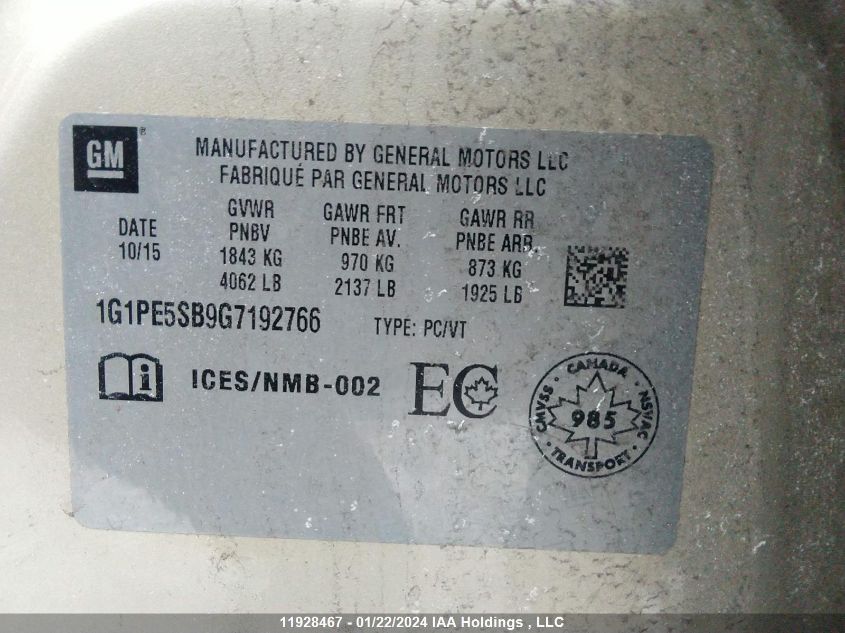 GM
MANUFACTURED BY GENERAL MOTORS LLC
FABRIQUÉ PAR GENERAL MOTORS LLC
DATE
10/15
GVWR
PNBV
1843 KG
4062 LB
GAWR FRT
PNBE AV.
970 KG
2137 LB
GAWR RR
PNBE ARR
873 KG
1925 LB
1G1PE5SB9G7192766 TYPE: PC/VT
i ICES/NMB-002 EC
CANADA
CMVSS 985 NSVAC
TRANSPORT
11928467 - 01/22/2024 IAA Holdings , LLC